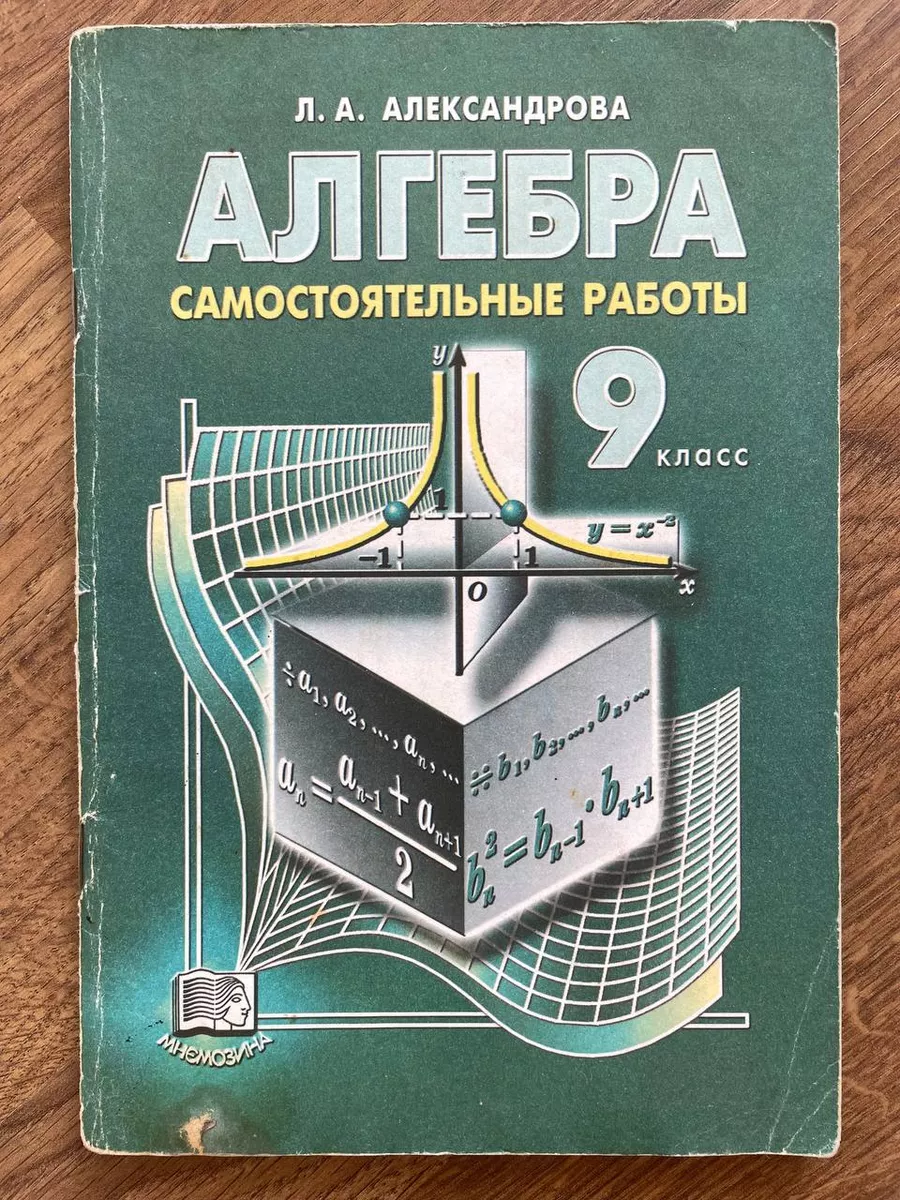 Л. А. АЛЕКСАНДРОВА
АЛГЕБРА
САМОСТОЯТЕЛЬНЫЕ РАБОТЫ
9 класс
y
1
y = x⁻²
−1
1
O
x
÷ a₁, a₂, ..., aₙ, ...
aₙ = (aₙ₋₁ + aₙ₊₁)/2
÷÷ b₁, b₂, ..., bₙ, ...
bₙ² = bₙ₋₁ · bₙ₊₁
МНЕМОЗИНА